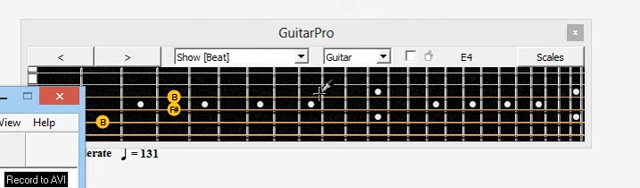 GuitarPro
x
< > Show [Beat] Guitar E4 Scales
B
F#
B
View Help
erate ♩ = 131
Record to AVI